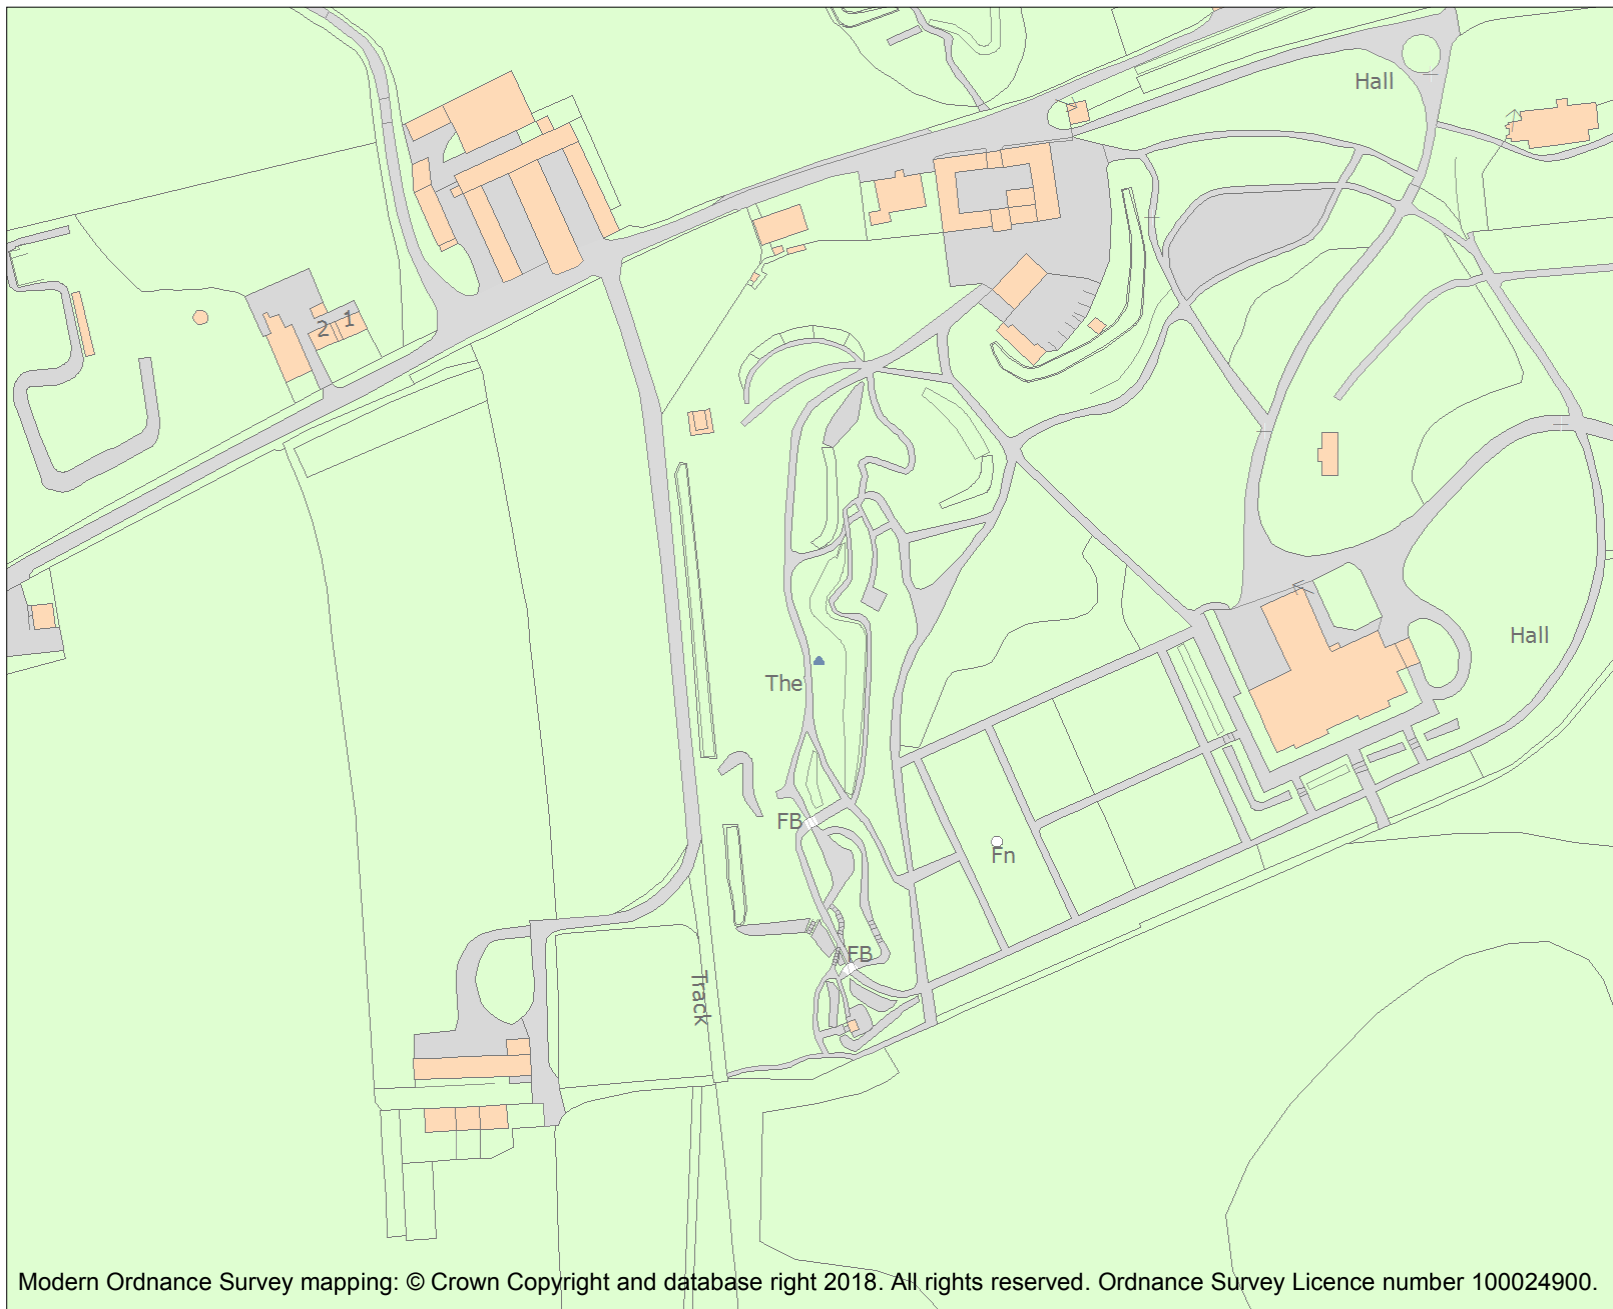 Hall
2 1
Hall
The
FB
Fn
FB
Track
Modern Ordnance Survey mapping: © Crown Copyright and database right 2018. All rights reserved. Ordnance Survey Licence number 100024900.